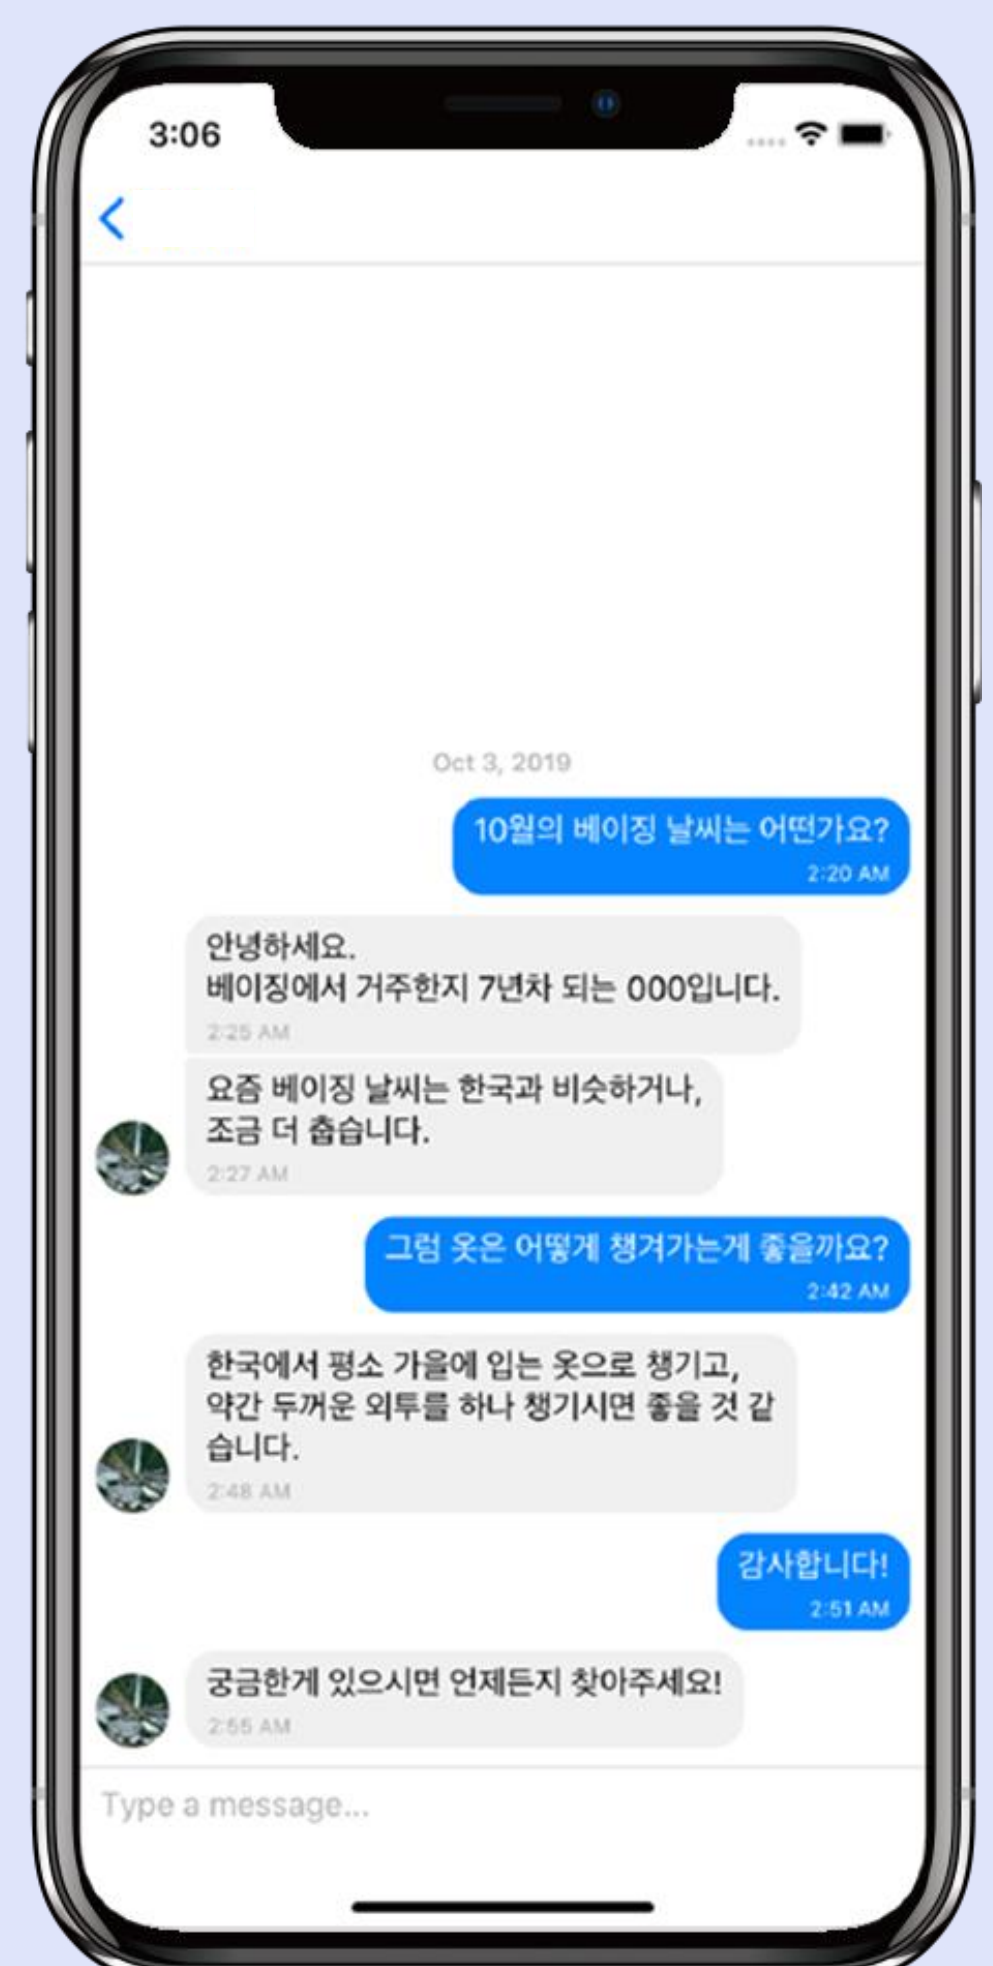 3:06
Oct 3, 2019
10월의 베이징 날씨는 어떤가요?
2:20 AM
안녕하세요.
베이징에서 거주한지 7년차 되는 000입니다.
2:25 AM
요즘 베이징 날씨는 한국과 비슷하거나,
조금 더 춥습니다.
2:27 AM
그럼 옷은 어떻게 챙겨가는게 좋을까요?
2:42 AM
한국에서 평소 가을에 입는 옷으로 챙기고,
약간 두꺼운 외투를 하나 챙기시면 좋을 것 같
습니다.
2:48 AM
감사합니다!
2:51 AM
궁금한게 있으시면 언제든지 찾아주세요!
2:55 AM
Type a message...